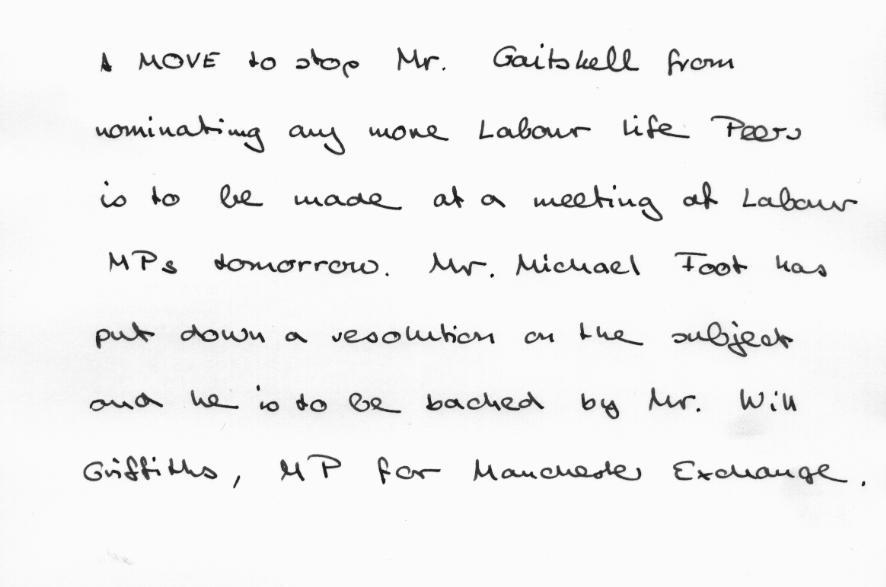 A MOVE to stop Mr. Gaitskell from
nominating any more Labour life Peers
is to be made at a meeting of Labour
MPs tomorrow. Mr. Michael Foot has
put down a resolution on the subject
and he is to be backed by Mr. Will
Griffiths, MP for Manchester Exchange.